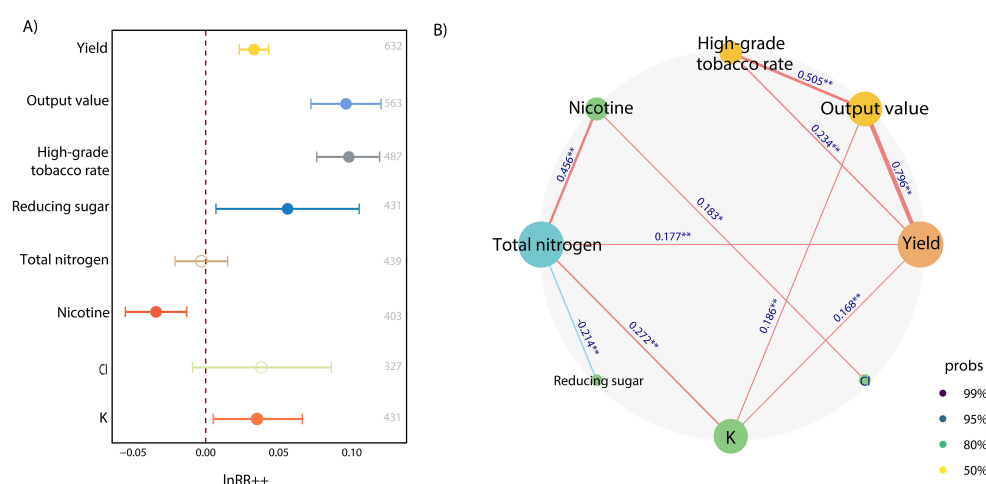 A)
Yield
632
Output value
563
High-grade
tobacco rate
487
Reducing sugar
431
Total nitrogen
439
Nicotine
403
Cl
327
K
431
−0.05
0.00
0.05
0.10
lnRR++
B)
High-grade
tobacco rate
0.505**
Nicotine
Output value
0.234**
0.456**
0.796**
0.183*
Total nitrogen
0.177**
Yield
0.186**
0.168**
-0.214**
0.272**
Reducing sugar
Cl
K
probs
99%
95%
80%
50%